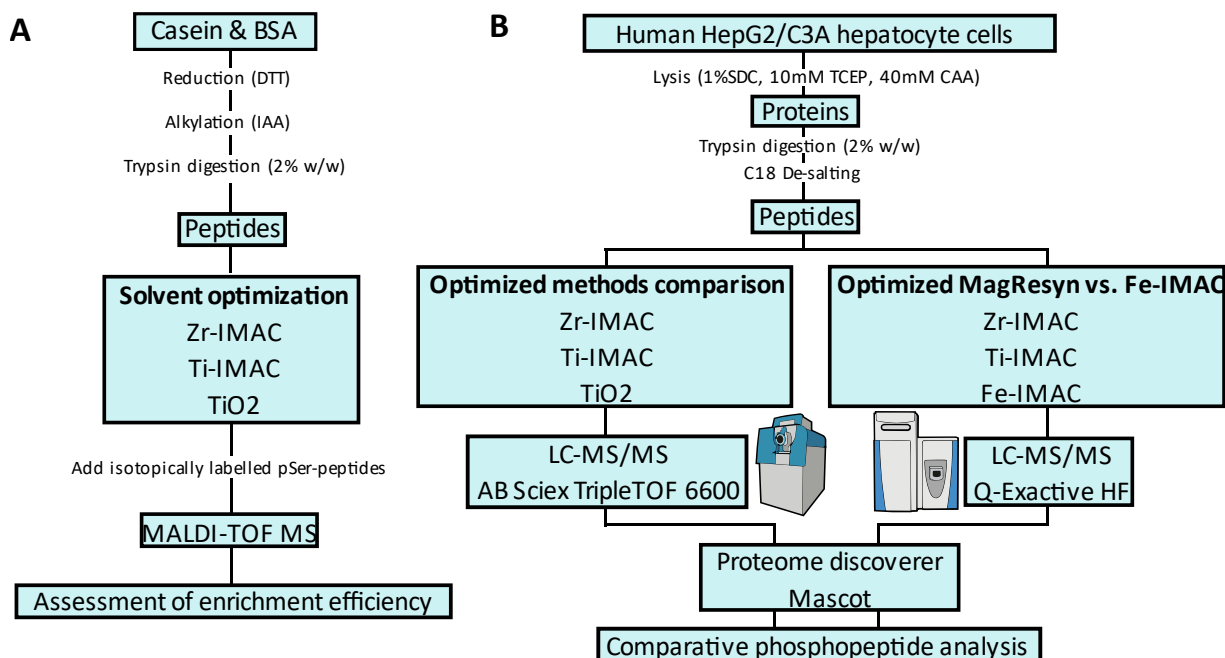 A
Casein & BSA
Reduction (DTT)
Alkylation (IAA)
Trypsin digestion (2% w/w)
Peptides
Solvent optimization
Zr-IMAC
Ti-IMAC
TiO2
Add isotopically labelled pSer-peptides
MALDI-TOF MS
Assessment of enrichment efficiency
B
Human HepG2/C3A hepatocyte cells
Lysis (1%SDC, 10mM TCEP, 40mM CAA)
Proteins
Trypsin digestion (2% w/w)
C18 De-salting
Peptides
Optimized methods comparison
Zr-IMAC
Ti-IMAC
TiO2
LC-MS/MS
AB Sciex TripleTOF 6600
Optimized MagResyn vs. Fe-IMAC
Zr-IMAC
Ti-IMAC
Fe-IMAC
LC-MS/MS
Q-Exactive HF
Proteome discoverer
Mascot
Comparative phosphopeptide analysis